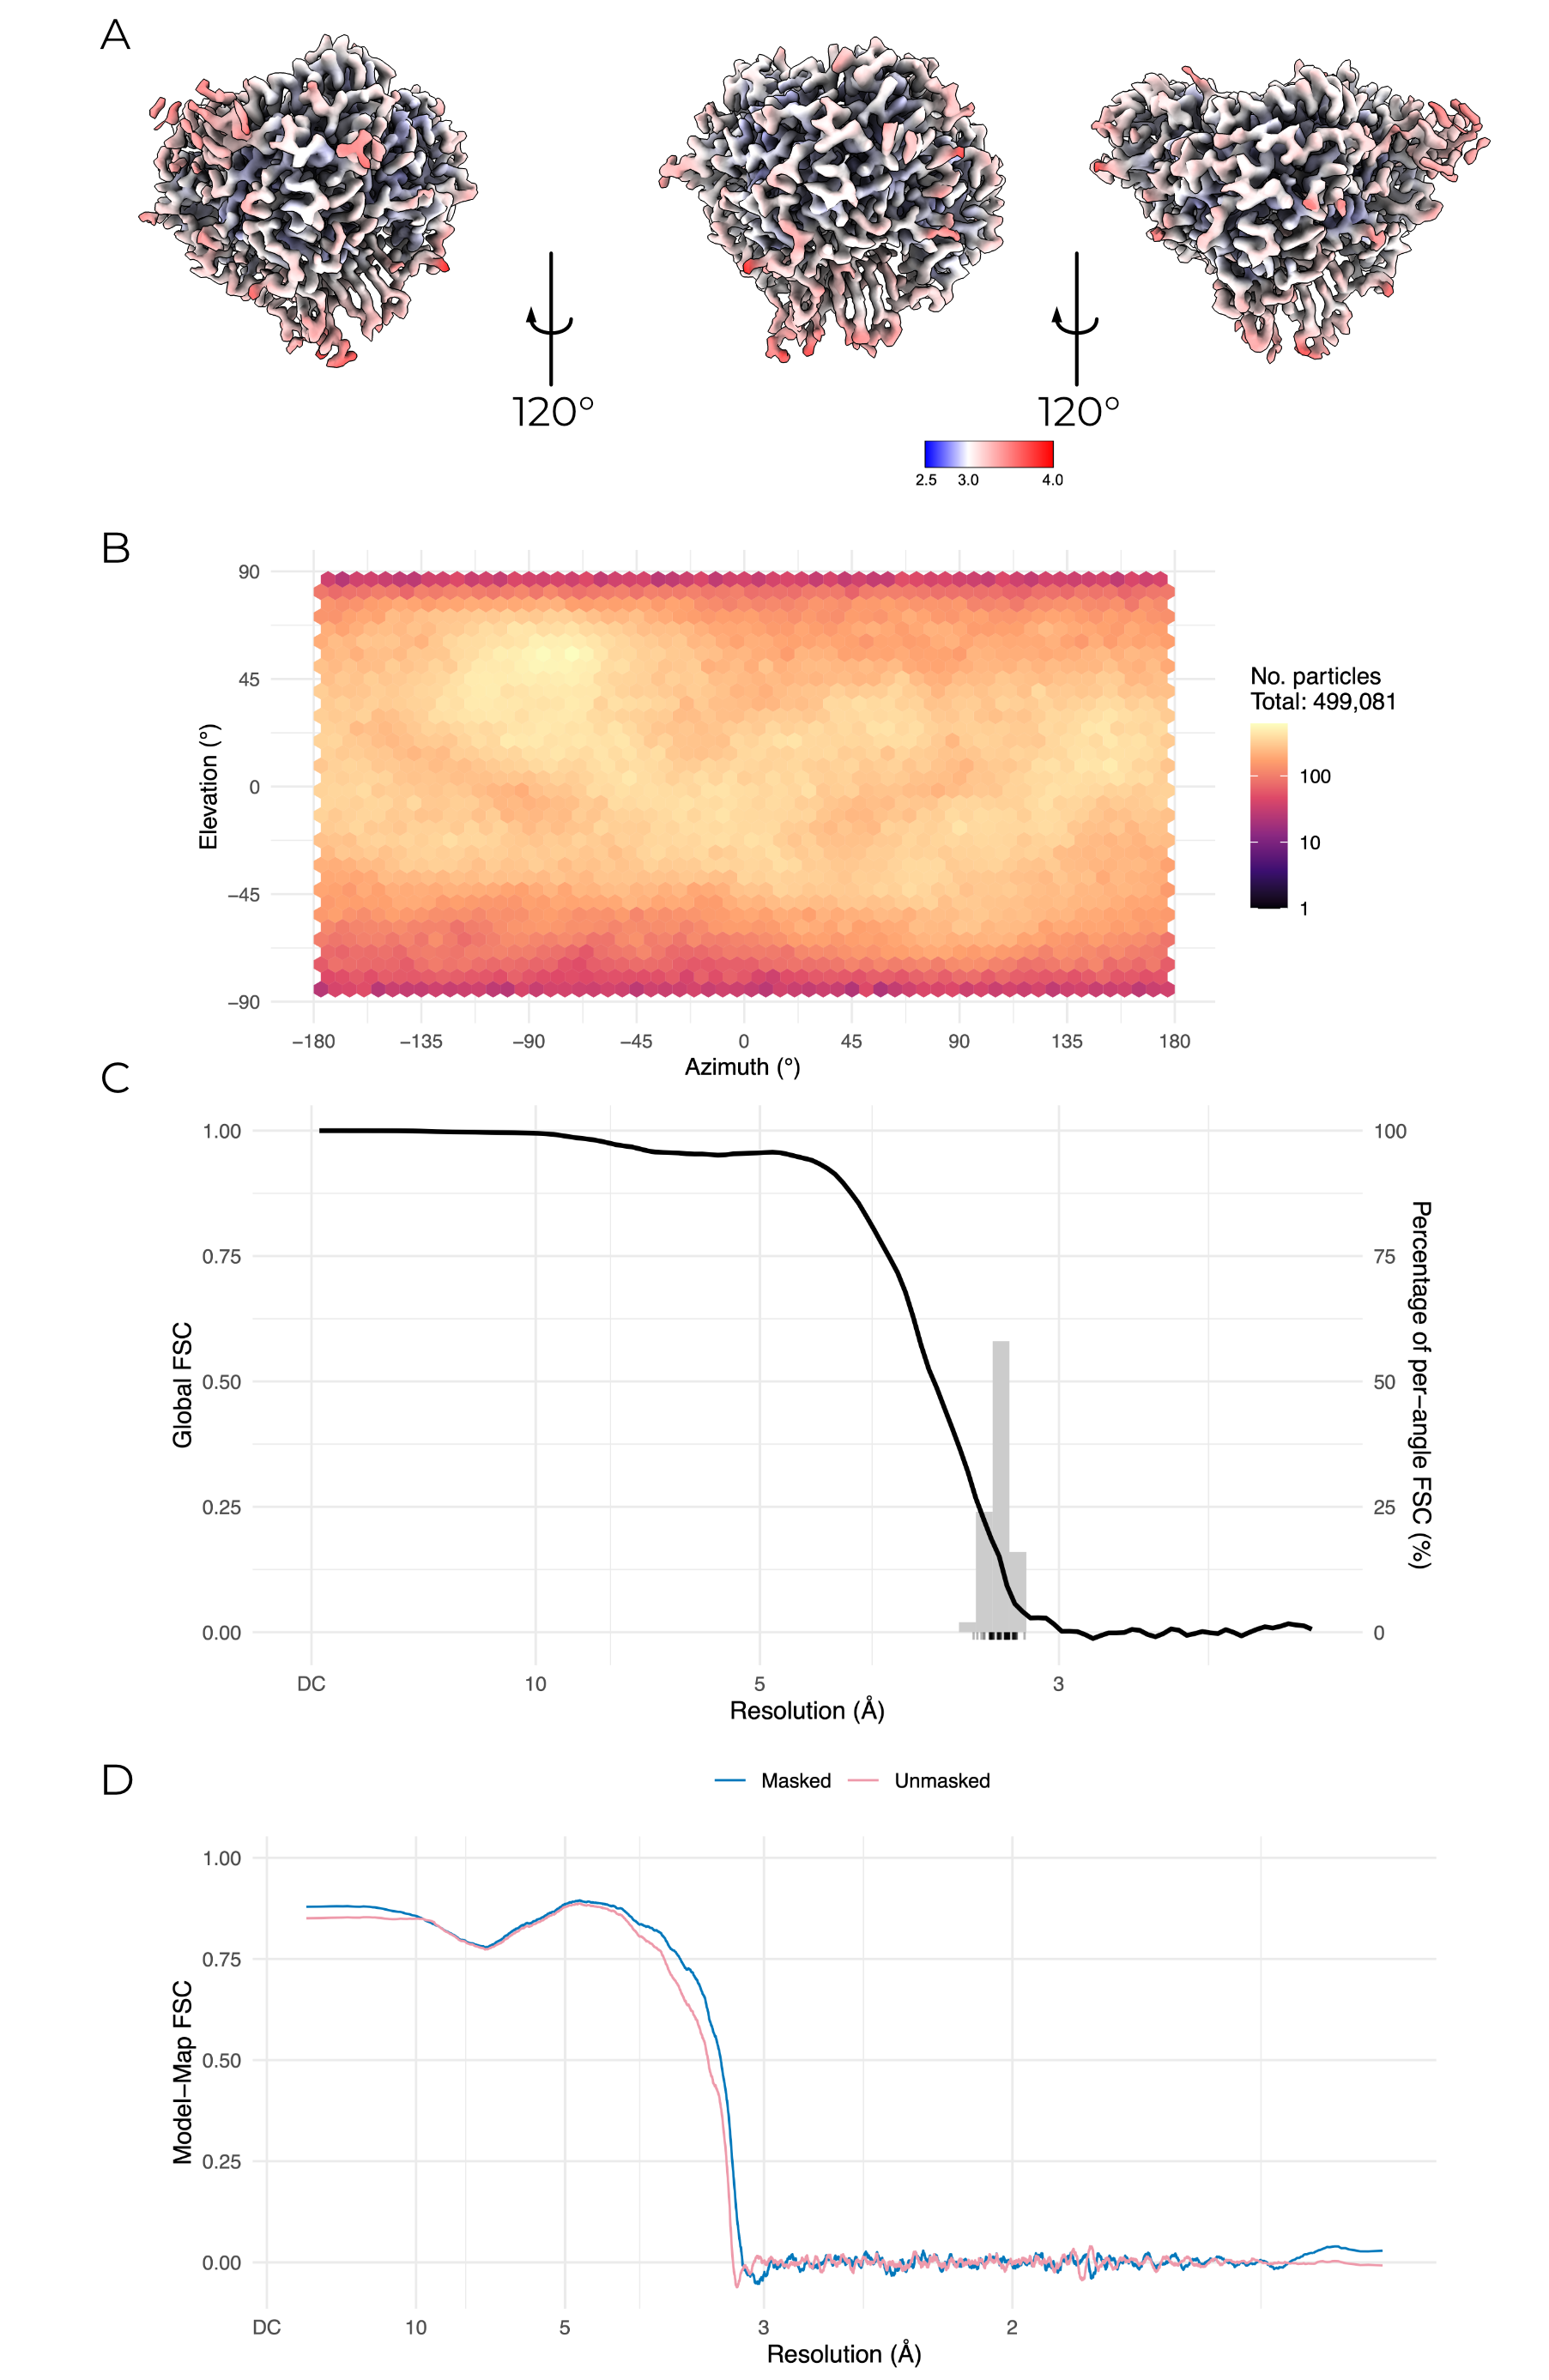 A
120°
120°
2.5 3.0 4.0
B
90
45
0
−45
−90
Elevation (°)
−180 −135 −90 −45 0 45 90 135 180
Azimuth (°)
No. particles
Total: 499,081
100
10
1
C
1.00
0.75
0.50
0.25
0.00
Global FSC
100
75
50
25
0
Percentage of per−angle FSC (%)
DC 10 5 3
Resolution (Å)
D
Masked Unmasked
1.00
0.75
0.50
0.25
0.00
Model−Map FSC
DC 10 5 3 2
Resolution (Å)